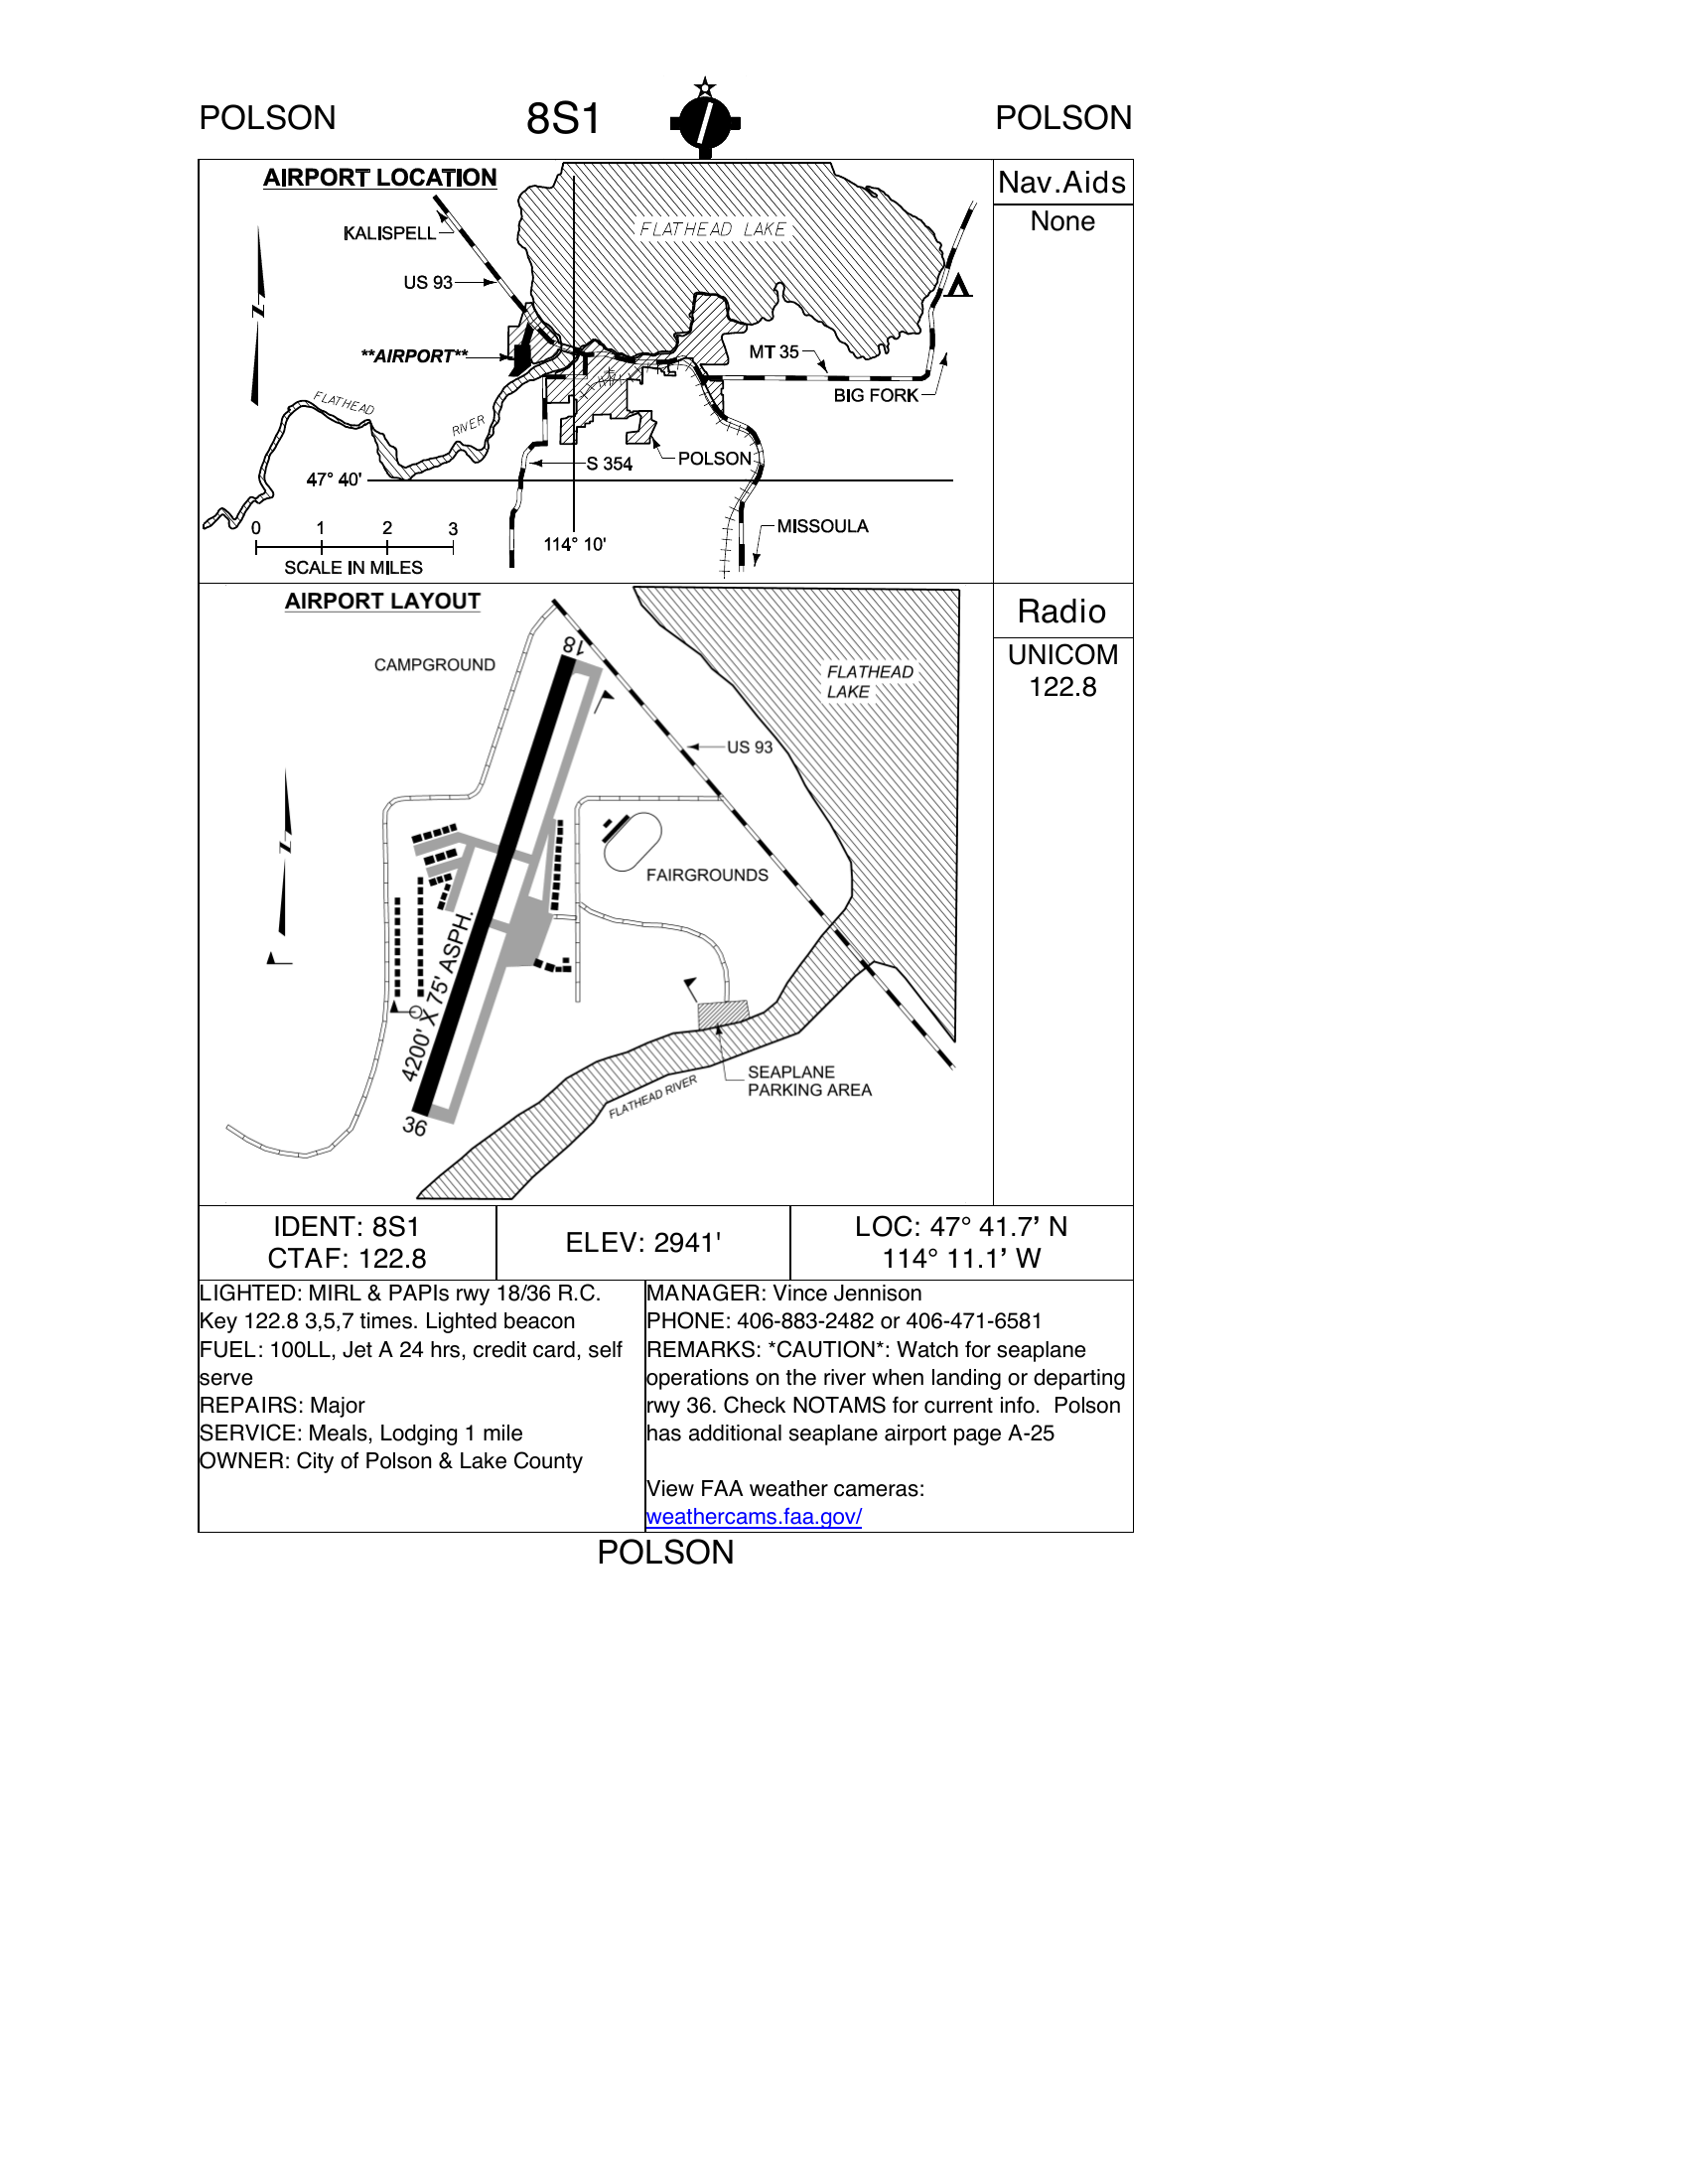 POLSON
8S1
POLSON
AIRPORT LOCATION
KALISPELL
US 93
**AIRPORT**
FLATHEAD LAKE
MT 35
BIG FORK
FLATHEAD
RIVER
POLSON
S 354
47° 40'
114° 10'
MISSOULA
0 1 2 3
SCALE IN MILES
N
Nav.Aids
None
AIRPORT LAYOUT
CAMPGROUND
18
FLATHEAD
LAKE
US 93
N
FAIRGROUNDS
4200' X 75' ASPH.
36
SEAPLANE
PARKING AREA
FLATHEAD RIVER
Radio
UNICOM
122.8
IDENT: 8S1
CTAF: 122.8
ELEV: 2941'
LOC: 47° 41.7’ N
114° 11.1’ W
LIGHTED: MIRL & PAPIs rwy 18/36 R.C.
Key 122.8 3,5,7 times. Lighted beacon
FUEL: 100LL, Jet A 24 hrs, credit card, self
serve
REPAIRS: Major
SERVICE: Meals, Lodging 1 mile
OWNER: City of Polson & Lake County
MANAGER: Vince Jennison
PHONE: 406-883-2482 or 406-471-6581
REMARKS: *CAUTION*: Watch for seaplane
operations on the river when landing or departing
rwy 36. Check NOTAMS for current info.  Polson
has additional seaplane airport page A-25
View FAA weather cameras:
weathercams.faa.gov/
POLSON